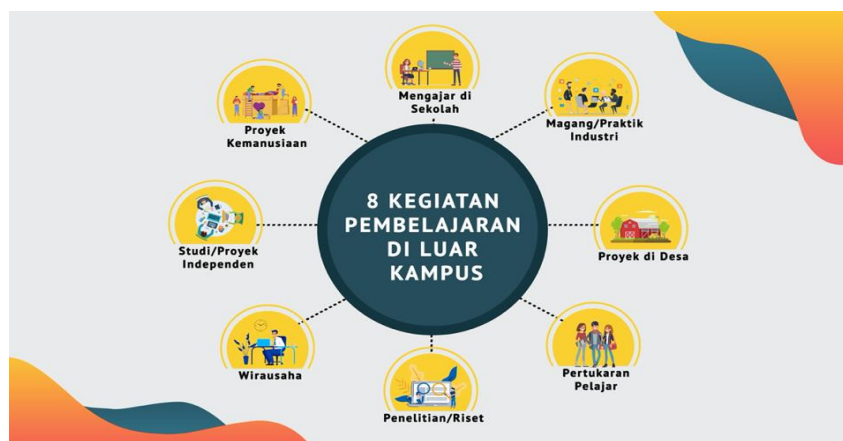 8 KEGIATAN
PEMBELAJARAN
DI LUAR
KAMPUS
Mengajar di
Sekolah
Magang/Praktik
Industri
Proyek di Desa
Pertukaran
Pelajar
Penelitian/Riset
Wirausaha
Studi/Proyek
Independen
Proyek
Kemanusiaan